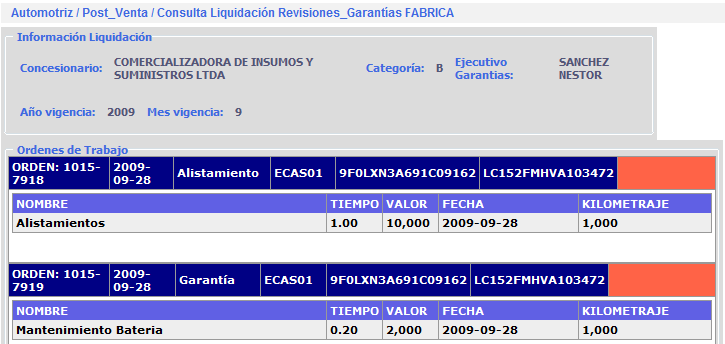 Automotriz / Post_Venta / Consulta Liquidación Revisiones_Garantías FABRICA
Información Liquidación
Concesionario: COMERCIALIZADORA DE INSUMOS Y SUMINISTROS LTDA Categoría: B Ejecutivo Garantias: SANCHEZ NESTOR
Año vigencia: 2009 Mes vigencia: 9
Ordenes de Trabajo
ORDEN: 1015-7918 2009-09-28 Alistamiento ECAS01 9F0LXN3A691C09162 LC152FMHVA103472
NOMBRE TIEMPO VALOR FECHA KILOMETRAJE
Alistamientos 1.00 10,000 2009-09-28 1,000
ORDEN: 1015-7919 2009-09-28 Garantía ECAS01 9F0LXN3A691C09162 LC152FMHVA103472
NOMBRE TIEMPO VALOR FECHA KILOMETRAJE
Mantenimiento Bateria 0.20 2,000 2009-09-28 1,000